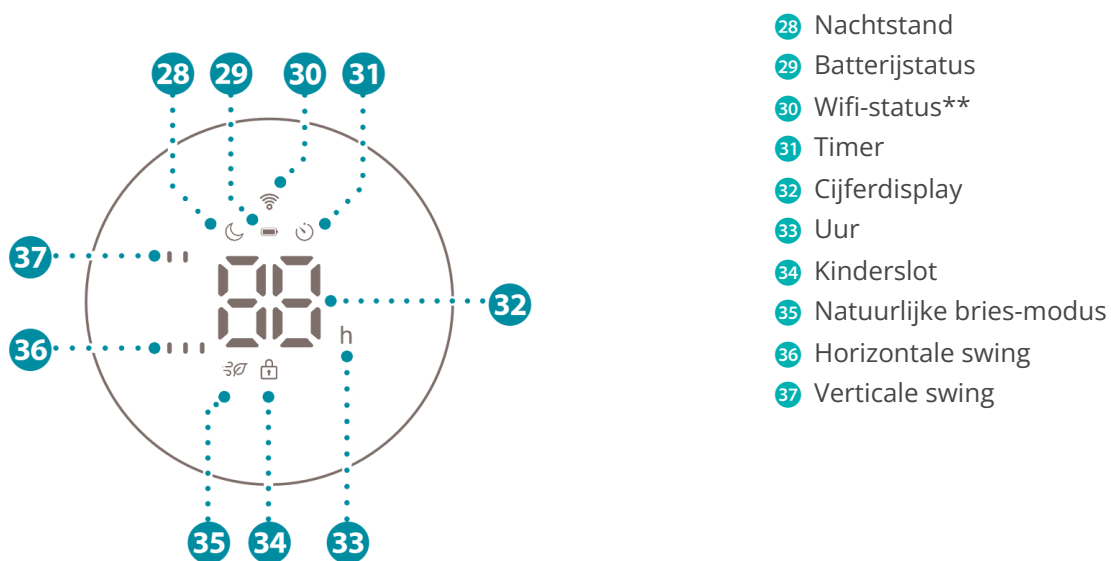 28 29 30 31
37
88
32
36
h
35 34 33
28 Nachtstand
29 Batterijstatus
30 Wifi-status**
31 Timer
32 Cijferdisplay
33 Uur
34 Kinderslot
35 Natuurlijke bries-modus
36 Horizontale swing
37 Verticale swing